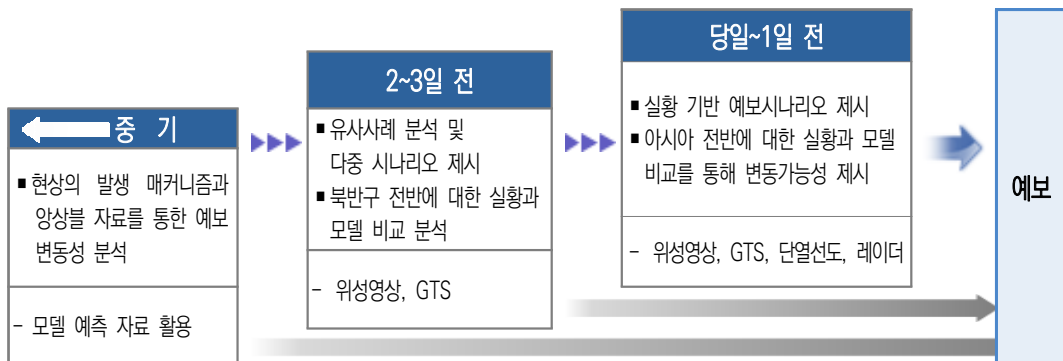 중 기
■ 현상의 발생 매커니즘과
앙상블 자료를 통한 예보
변동성 분석
- 모델 예측 자료 활용
2~3일 전
■ 유사사례 분석 및
다중 시나리오 제시
■ 북반구 전반에 대한 실황과
모델 비교 분석
- 위성영상, GTS
당일~1일 전
■ 실황 기반 예보시나리오 제시
■ 아시아 전반에 대한 실황과 모델
비교를 통해 변동가능성 제시
- 위성영상, GTS, 단열선도, 레이더
예보